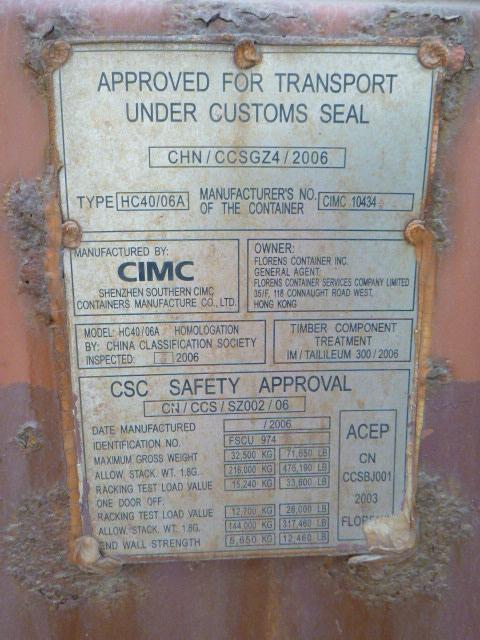 APPROVED FOR TRANSPORT
UNDER CUSTOMS SEAL
CHN/CCSGZ4/2006
TYPE HC40/06A MANUFACTURER'S NO. OF THE CONTAINER CIMC 10434
MANUFACTURED BY:
CIMC
SHENZHEN SOUTHERN CIMC
CONTAINERS MANUFACTURE CO., LTD.
OWNER:
FLORENS CONTAINER INC.
GENERAL AGENT
FLORENS CONTAINER SERVICES COMPANY LIMITED
35/F, 118 CONNAUGHT ROAD WEST,
HONG KONG
MODEL: HC40/06A HOMOLOGATION
BY: CHINA CLASSIFICATION SOCIETY
INSPECTED: 2006
TIMBER COMPONENT
TREATMENT
IM/TAILILEUM 300/2006
CSC SAFETY APPROVAL
CN/CCS/SZ002/06
DATE MANUFACTURED /2006
IDENTIFICATION NO. FSCU 974
MAXIMUM GROSS WEIGHT 32,500 KG 71,650 LB
ALLOW. STACK. WT. 1.8G. 216,000 KG 476,190 LB
RACKING TEST LOAD VALUE 15,240 KG 33,600 LB
ONE DOOR OFF:
RACKING TEST LOAD VALUE 12,700 KG 28,000 LB
ALLOW. STACK. WT. 1.8G. 144,000 KG 317,460 LB
END WALL STRENGTH 5,650 KG 12,460 LB
ACEP
CN
CCSBJ001
2003